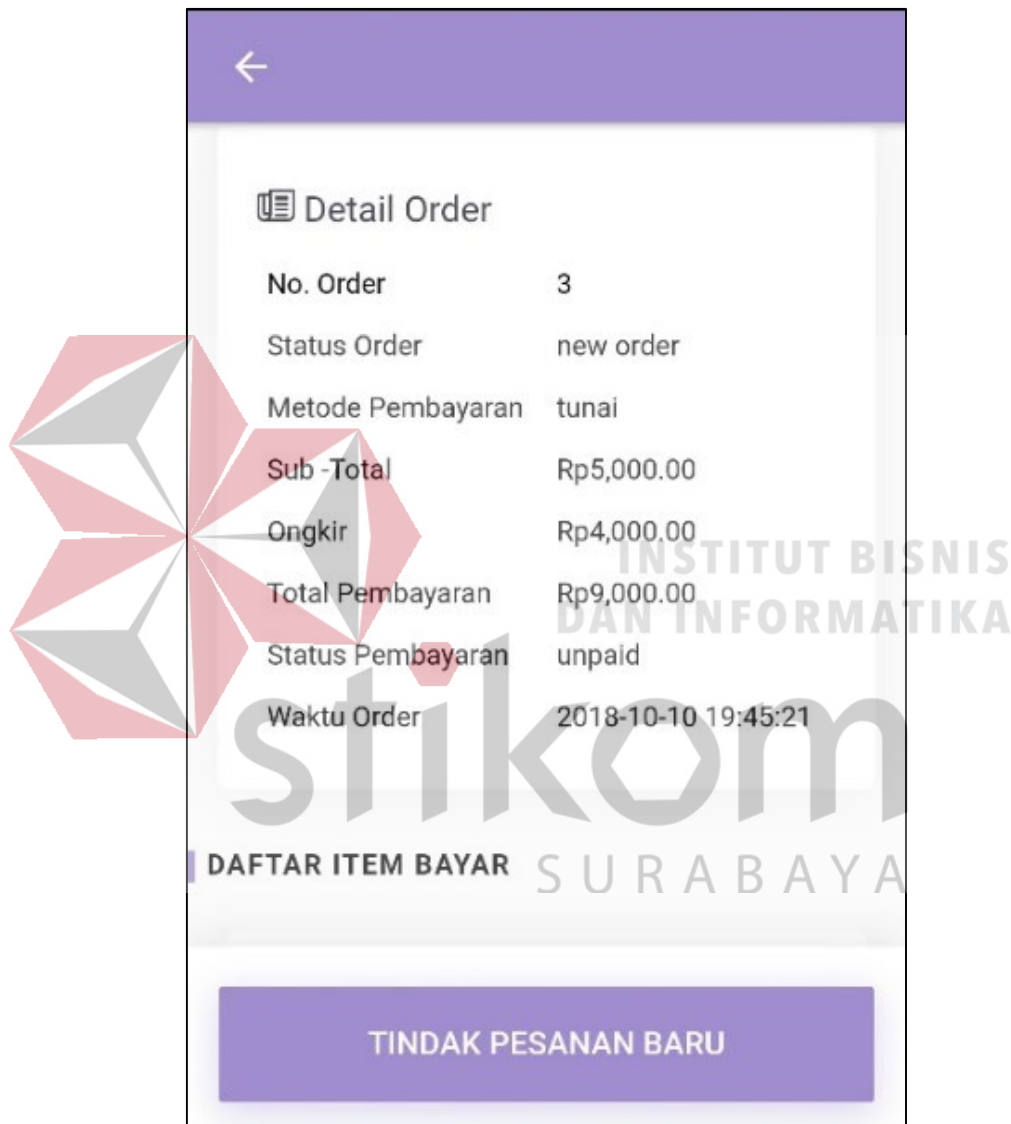 Detail Order
No. Order 3
Status Order new order
Metode Pembayaran tunai
Sub -Total Rp5,000.00
Ongkir Rp4,000.00
INSTITUT BISNIS
Total Pembayaran Rp9,000.00
DAN INFORMATIKA
Status Pembayaran unpaid
Waktu Order 2018-10-10 19:45:21
stikom
DAFTAR ITEM BAYAR
SURABAYA
TINDAK PESANAN BARU